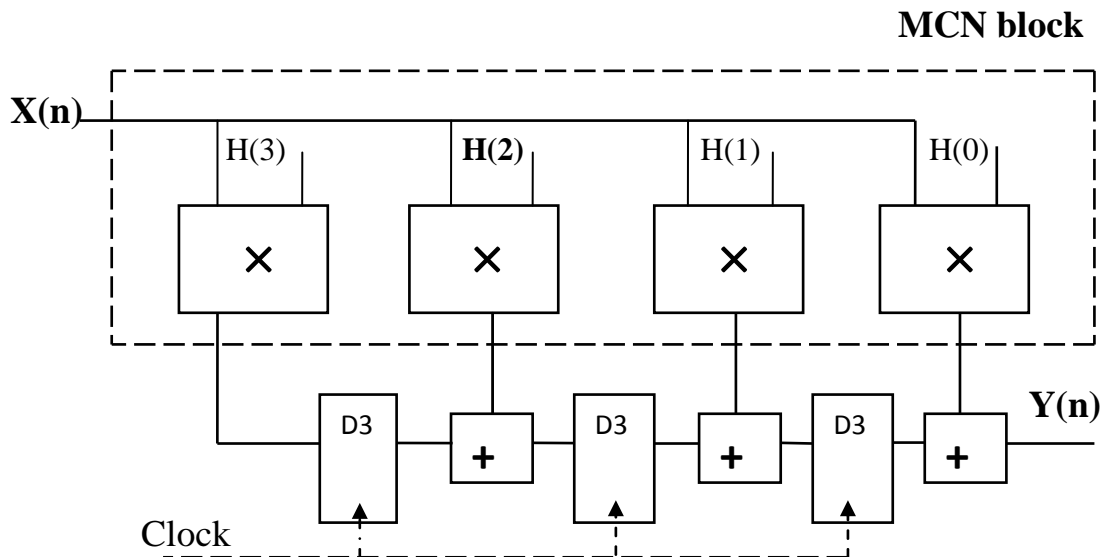 MCN block
X(n)
H(3)
H(2)
H(1)
H(0)
×
×
×
×
D3
D3
D3
Y(n)
+
+
+
Clock